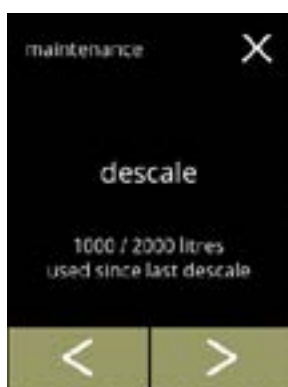 maintenance
descale
1000 / 2000 litres
used since last descale